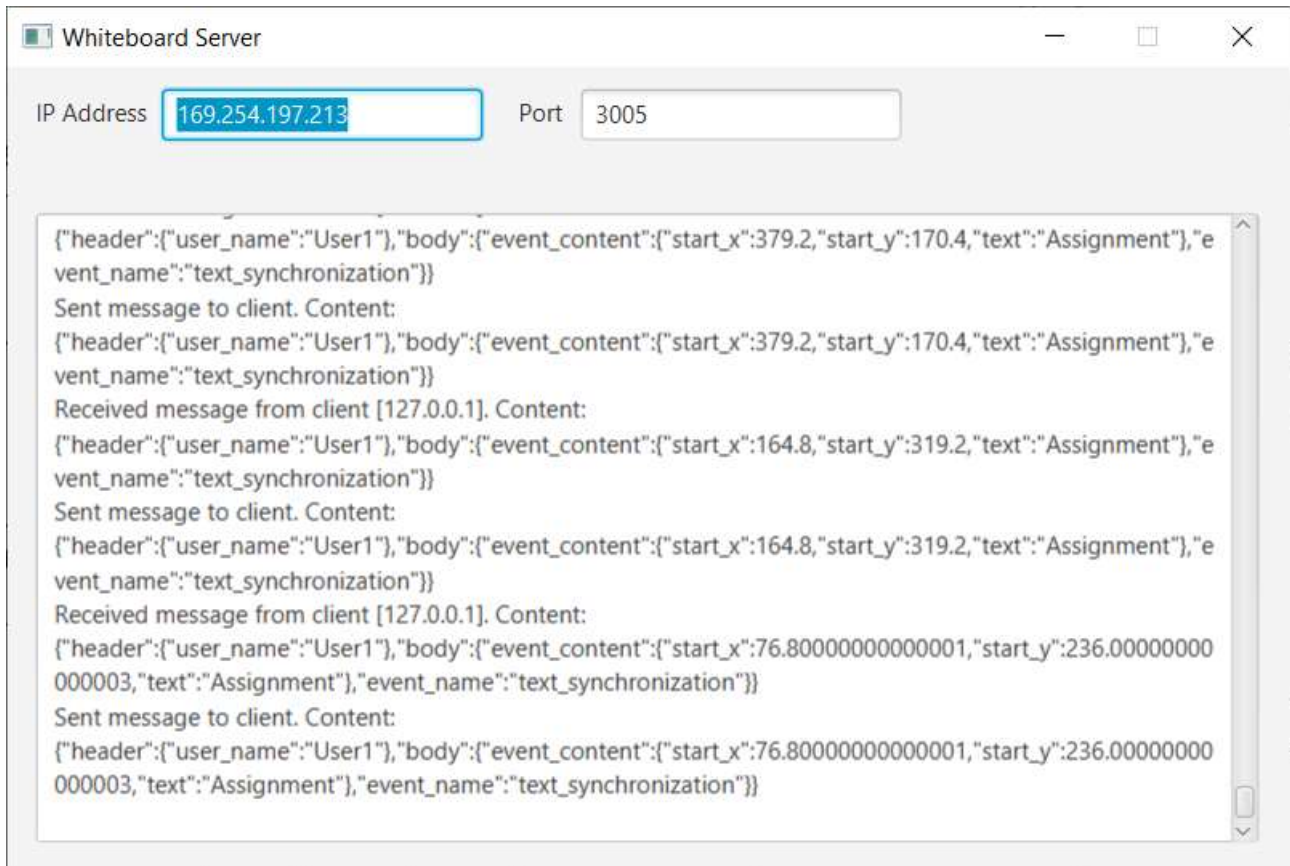 Whiteboard Server
IP Address 169.254.197.213 Port 3005
{"header":{"user_name":"User1"},"body":{"event_content":{"start_x":379.2,"start_y":170.4,"text":"Assignment"},"e
vent_name":"text_synchronization"}}
Sent message to client. Content:
{"header":{"user_name":"User1"},"body":{"event_content":{"start_x":379.2,"start_y":170.4,"text":"Assignment"},"e
vent_name":"text_synchronization"}}
Received message from client [127.0.0.1]. Content:
{"header":{"user_name":"User1"},"body":{"event_content":{"start_x":164.8,"start_y":319.2,"text":"Assignment"},"e
vent_name":"text_synchronization"}}
Sent message to client. Content:
{"header":{"user_name":"User1"},"body":{"event_content":{"start_x":164.8,"start_y":319.2,"text":"Assignment"},"e
vent_name":"text_synchronization"}}
Received message from client [127.0.0.1]. Content:
{"header":{"user_name":"User1"},"body":{"event_content":{"start_x":76.80000000000001,"start_y":236.00000000
000003,"text":"Assignment"},"event_name":"text_synchronization"}}
Sent message to client. Content:
{"header":{"user_name":"User1"},"body":{"event_content":{"start_x":76.80000000000001,"start_y":236.00000000
000003,"text":"Assignment"},"event_name":"text_synchronization"}}